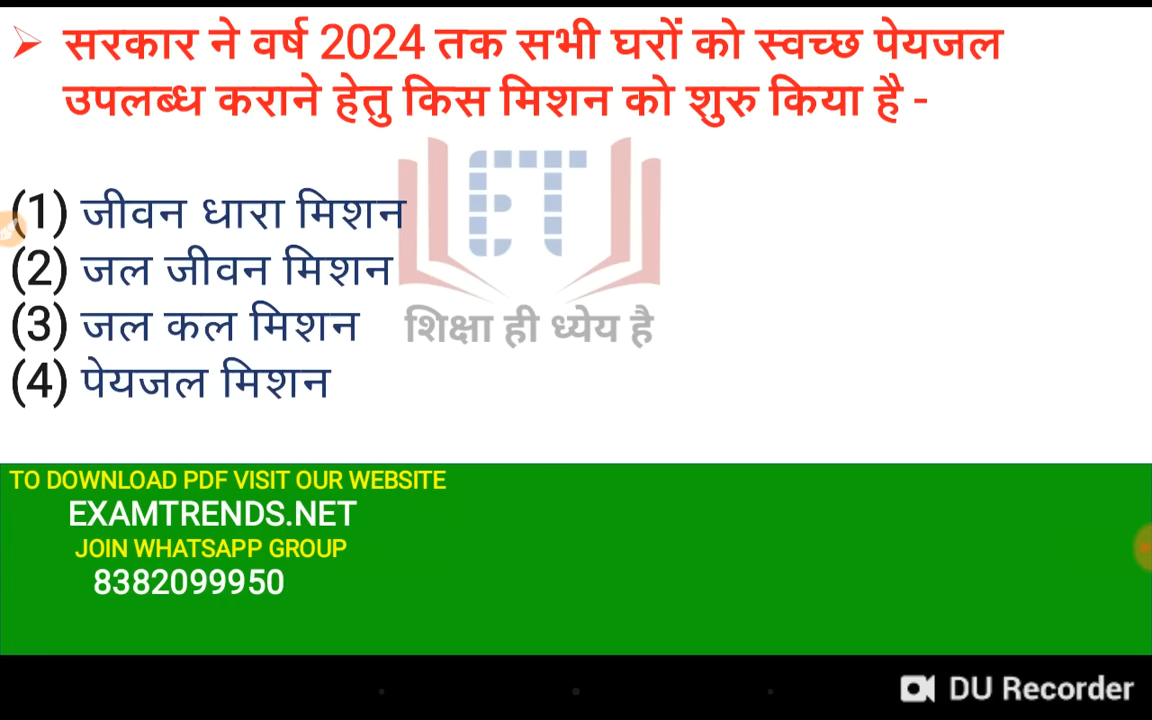 ➢ सरकार ने वर्ष 2024 तक सभी घरों को स्वच्छ पेयजल
उपलब्ध कराने हेतु किस मिशन को शुरु किया है -
ET
(1) जीवन धारा मिशन
(2) जल जीवन मिशन
(3) जल कल मिशन
शिक्षा ही ध्येय है
(4) पेयजल मिशन
TO DOWNLOAD PDF VISIT OUR WEBSITE
EXAMTRENDS.NET
JOIN WHATSAPP GROUP
8382099950
DU Recorder